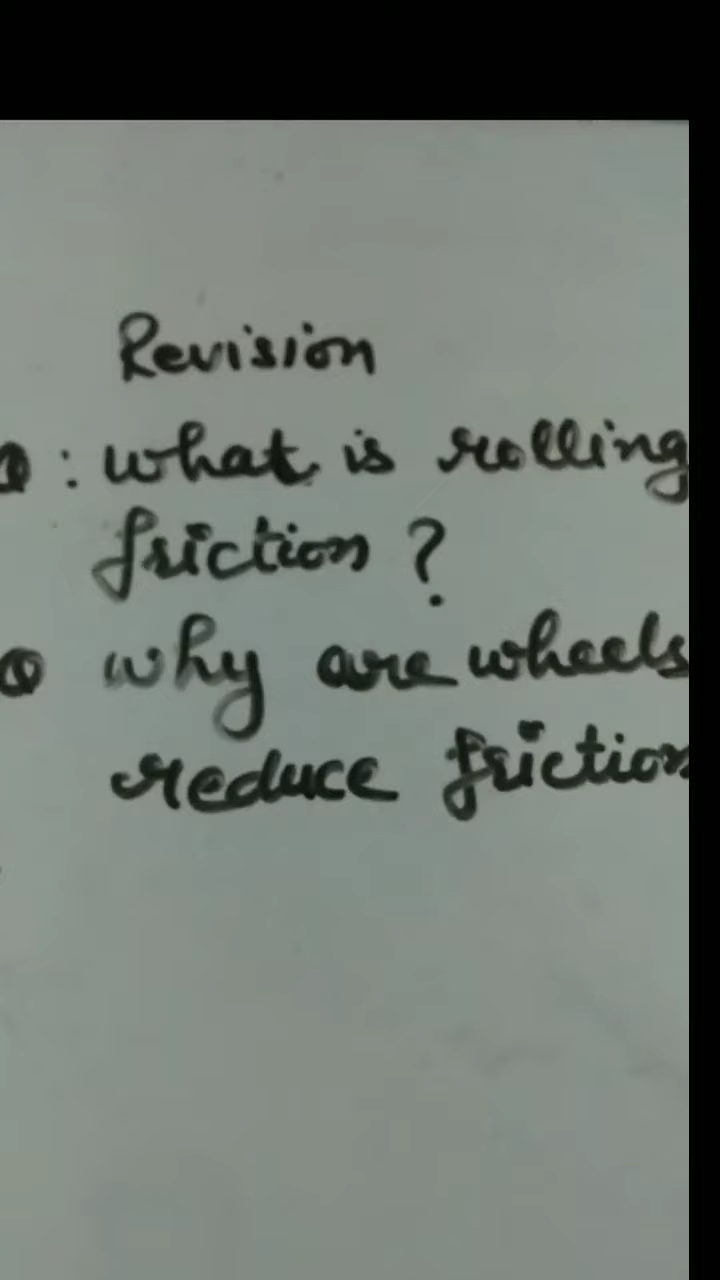 Revision
Q : what is rolling
friction ?
Q why are wheels
reduce friction